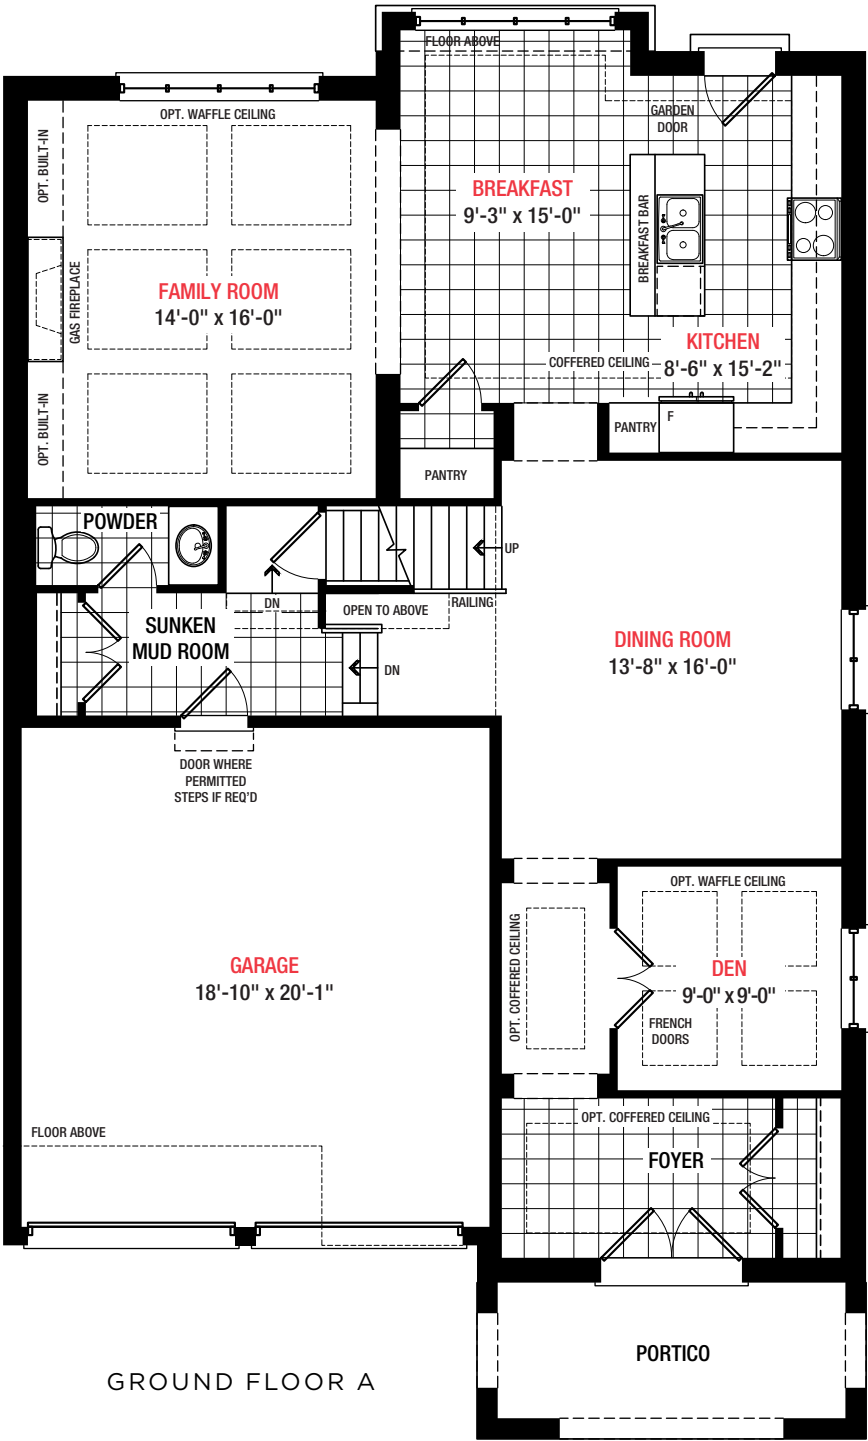 FLOOR ABOVE
OPT. WAFFLE CEILING
GARDEN
DOOR
OPT. BUILT-IN
BREAKFAST
9'-3" x 15'-0"
BREAKFAST BAR
FAMILY ROOM
14'-0" x 16'-0"
GAS FIREPLACE
KITCHEN
8'-6" x 15'-2"
COFFERED CEILING
OPT. BUILT-IN
PANTRY
F
PANTRY
POWDER
UP
DN
OPEN TO ABOVE
RAILING
SUNKEN
MUD ROOM
DN
DINING ROOM
13'-8" x 16'-0"
DOOR WHERE
PERMITTED
STEPS IF REQ'D
OPT. WAFFLE CEILING
OPT. COFFERED CEILING
GARAGE
18'-10" x 20'-1"
DEN
9'-0" x 9'-0"
FRENCH
DOORS
FLOOR ABOVE
OPT. COFFERED CEILING
FOYER
PORTICO
GROUND FLOOR A